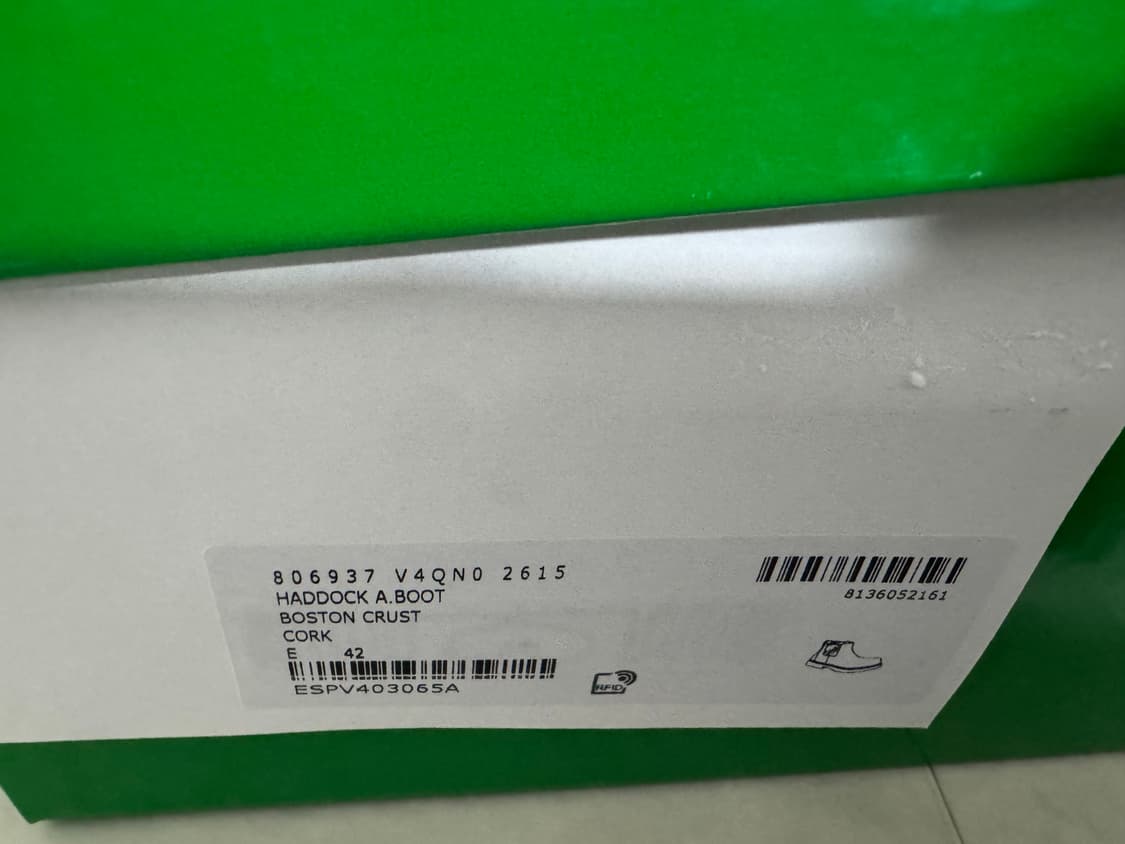 806937 V4QN0 2615
HADDOCK A.BOOT
BOSTON CRUST
CORK
E 42
ESPV403065A
RFID
8136052161